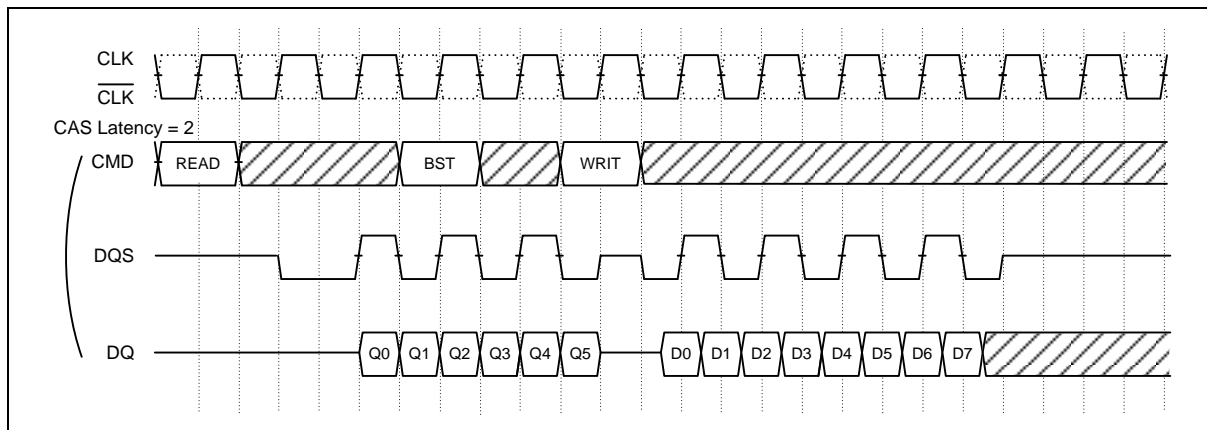 CLK
CLK
CAS Latency = 2
CMD READ BST WRIT
DQS
DQ Q0 Q1 Q2 Q3 Q4 Q5 D0 D1 D2 D3 D4 D5 D6 D7